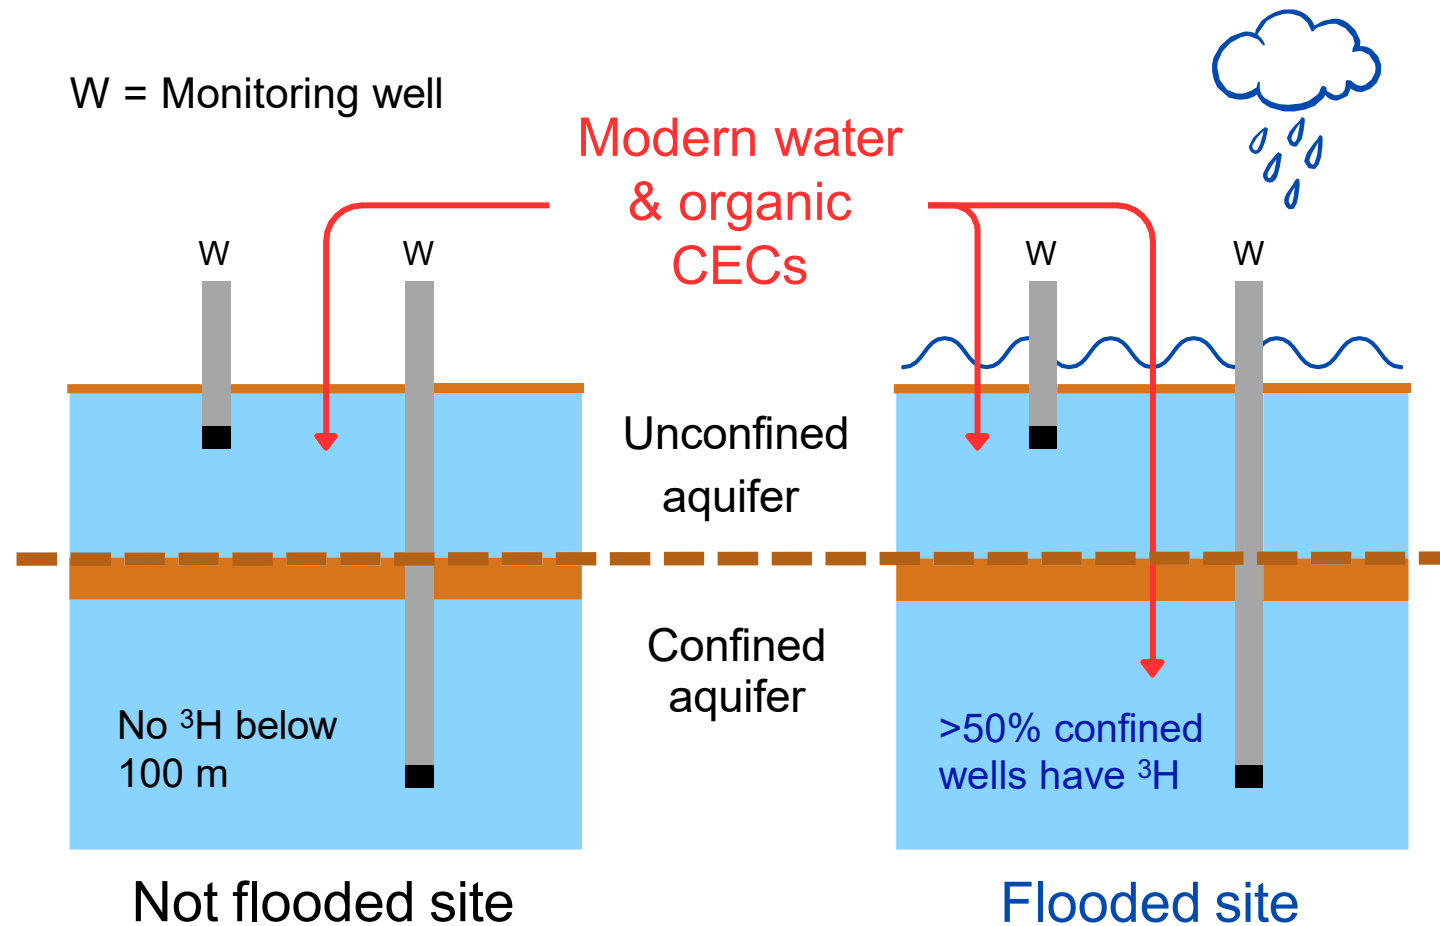 W = Monitoring well
Modern water
& organic
CECs
W
W
W
W
Unconfined
aquifer
Confined
aquifer
No ³H below
100 m
>50% confined
wells have ³H
Not flooded site
Flooded site